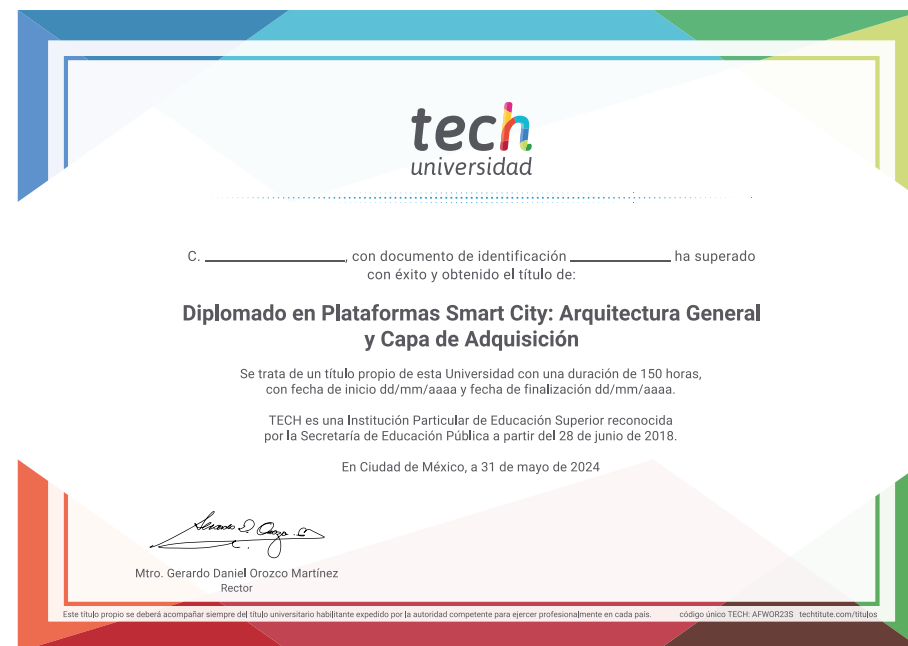 tech
universidad
C. ____________, con documento de identificación ____________ ha superado
con éxito y obtenido el título de:
Diplomado en Plataformas Smart City: Arquitectura General
y Capa de Adquisición
Se trata de un título propio de esta Universidad con una duración de 150 horas,
con fecha de inicio dd/mm/aaaa y fecha de finalización dd/mm/aaaa.
TECH es una Institución Particular de Educación Superior reconocida
por la Secretaría de Educación Pública a partir del 28 de junio de 2018.
En Ciudad de México, a 31 de mayo de 2024
Mtro. Gerardo Daniel Orozco Martínez
Rector
Este título propio se deberá acompañar siempre del título universitario habilitante expedido por la autoridad competente para ejercer profesionalmente en cada país. código único TECH: AFWOR23S techtitute.com/titulos